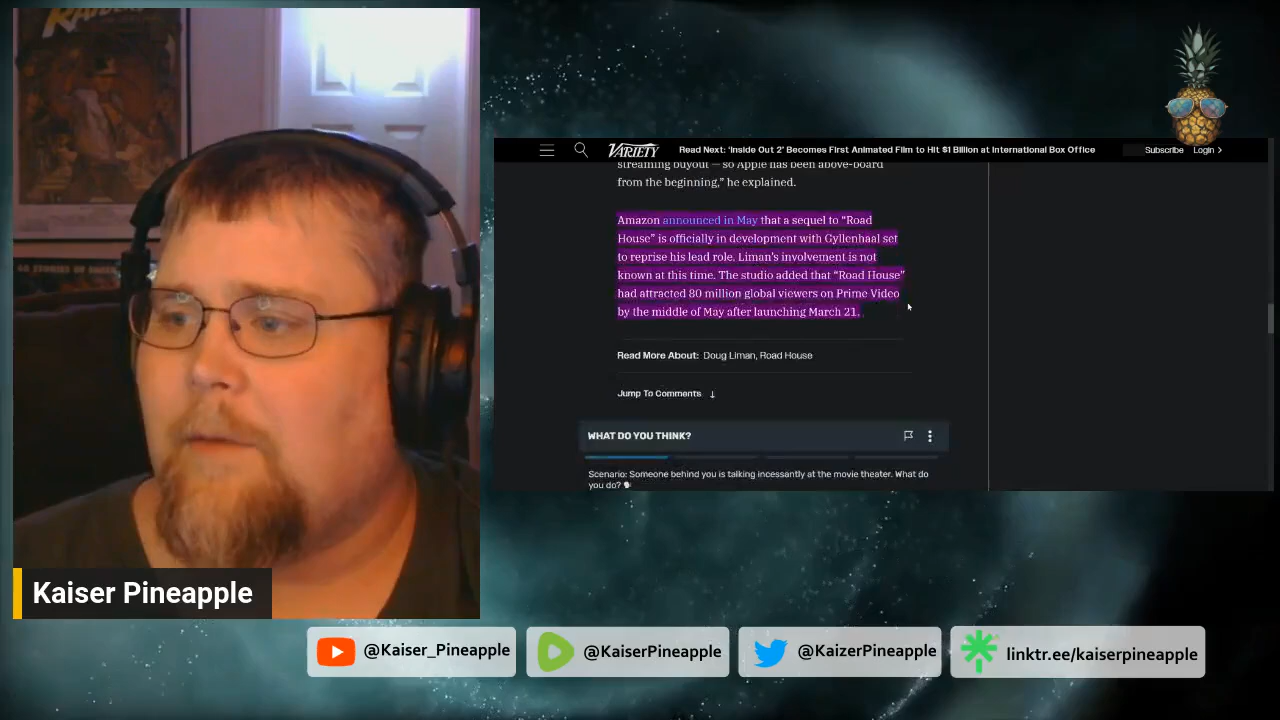 RAIDERS
VARIETY
Read Next: 'Inside Out 2' Becomes First Animated Film to Hit $1 Billion at International Box Office
Subscribe
Login
streaming buyout — so Apple has been above-board
from the beginning,” he explained.
Amazon announced in May that a sequel to “Road
House” is officially in development with Gyllenhaal set
to reprise his lead role. Liman’s involvement is not
known at this time. The studio added that “Road House”
had attracted 80 million global viewers on Prime Video
by the middle of May after launching March 21.
Read More About: Doug Liman, Road House
Jump To Comments
WHAT DO YOU THINK?
Scenario: Someone behind you is talking incessantly at the movie theater. What do
you do?
Kaiser Pineapple
@Kaiser_Pineapple
@KaiserPineapple
@KaizerPineapple
linktr.ee/kaiserpineapple